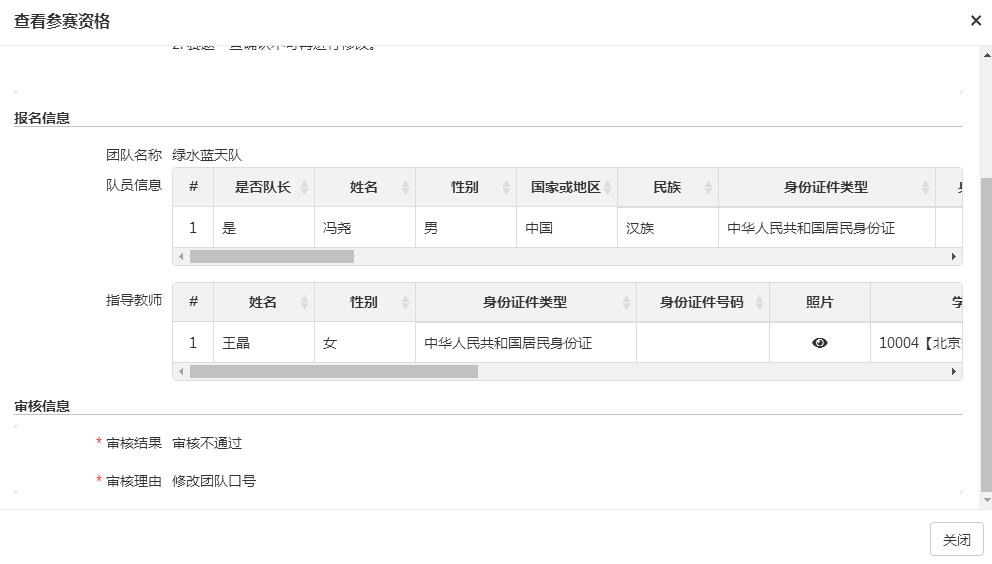 查看参赛资格 ×
报名信息
团队名称 绿水蓝天队
队员信息 # 是否队长 姓名 性别 国家或地区 民族 身份证件类型
1 是 冯尧 男 中国 汉族 中华人民共和国居民身份证
指导教师 # 姓名 性别 身份证件类型 身份证件号码 照片 学
1 王晶 女 中华人民共和国居民身份证 10004【北京
审核信息
* 审核结果 审核不通过
* 审核理由 修改团队口号
关闭